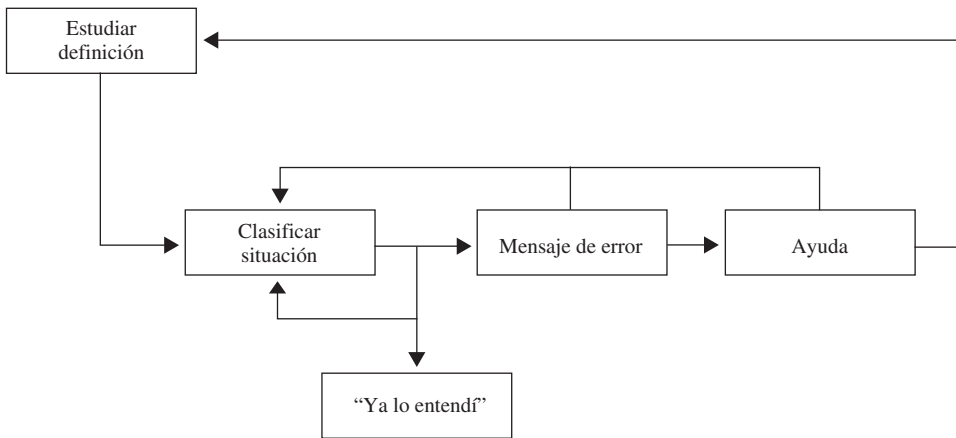 Estudiar
definición
Clasificar
situación
Mensaje de error
Ayuda
“Ya lo entendí”